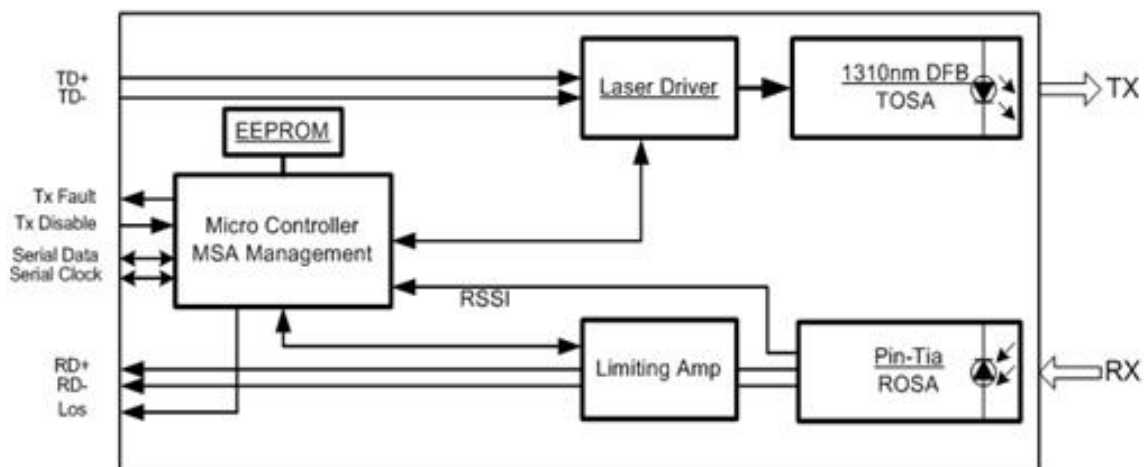 TD+
TD-
Laser Driver
1310nm DFB
TOSA
TX
EEPROM
Tx Fault
Tx Disable
Serial Data
Serial Clock
Micro Controller
MSA Management
RSSI
RD+
RD-
Los
Limiting Amp
Pin-Tia
ROSA
RX